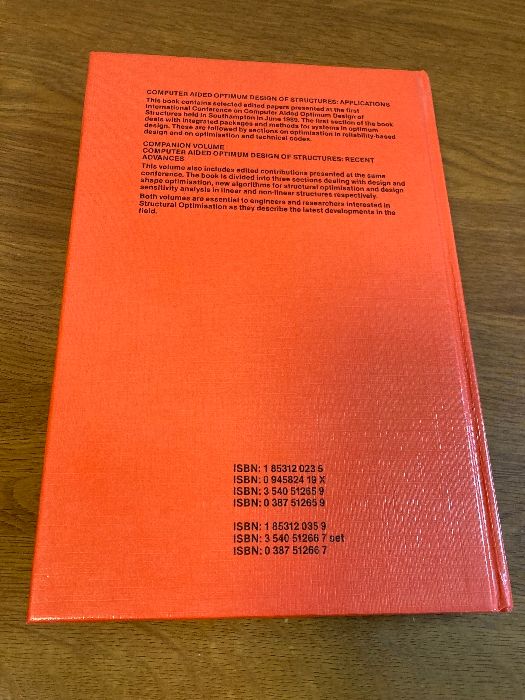 COMPUTER AIDED OPTIMUM DESIGN OF STRUCTURES: APPLICATIONS
This book contains selected edited papers presented at the first
International Conference on Computer Aided Optimum Design of
Structures held in Southampton in June 1989. The first section of the book
deals with integrated packages and methods for systems in optimum
design. These are followed by sections on optimisation in reliability-based
design and on optimisation and technical codes.
COMPANION VOLUME
COMPUTER AIDED OPTIMUM DESIGN OF STRUCTURES: RECENT
ADVANCES
This volume also includes edited contributions presented at the same
conference. The book is divided into three sections dealing with design and
shape optimisation, new algorithms for structural optimisation and design
sensitivity analysis in linear and non-linear structures respectively.
Both volumes are essential to engineers and researchers interested in
Structural Optimisation as they describe the latest developments in the
field.
ISBN: 1 85312 023 5
ISBN: 0 945824 19 X
ISBN: 3 540 51265 9
ISBN: 0 387 51265 9
ISBN: 1 85312 035 9
ISBN: 3 540 51266 7 set
ISBN: 0 387 51266 7